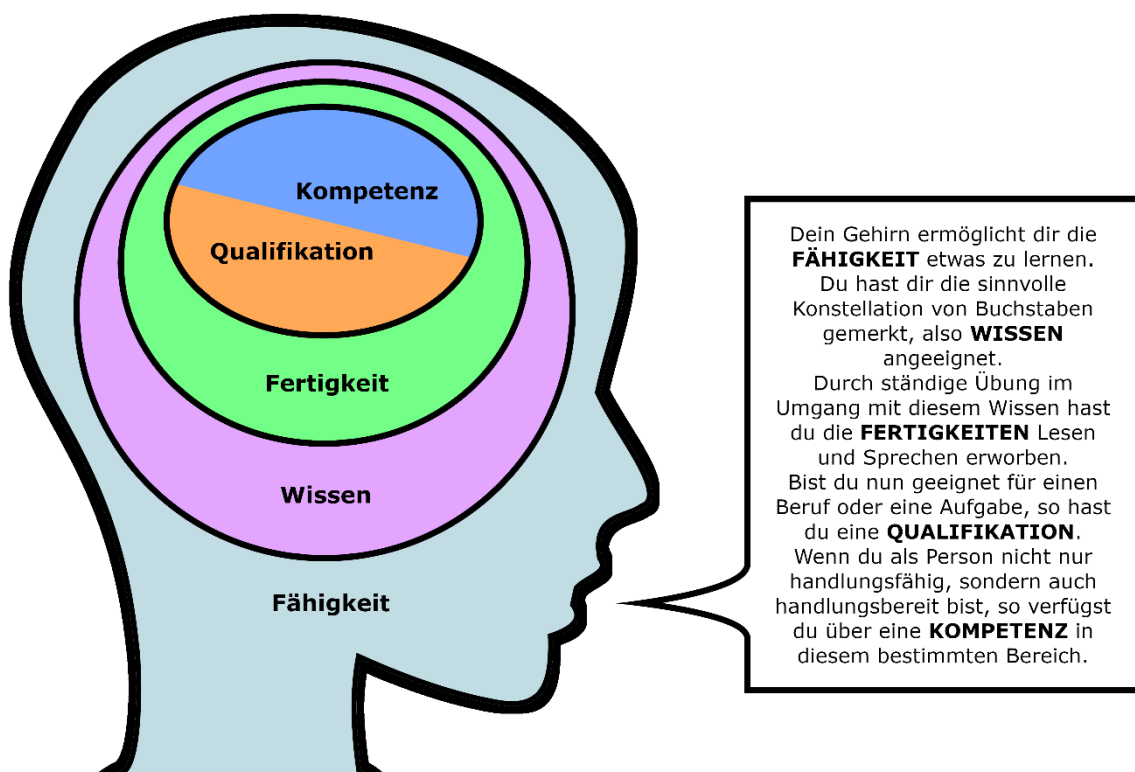 Kompetenz
Qualifikation
Fertigkeit
Wissen
Fähigkeit
Dein Gehirn ermöglicht dir die
FÄHIGKEIT etwas zu lernen.
Du hast dir die sinnvolle
Konstellation von Buchstaben
gemerkt, also WISSEN
angeeignet.
Durch ständige Übung im
Umgang mit diesem Wissen hast
du die FERTIGKEITEN Lesen
und Sprechen erworben.
Bist du nun geeignet für einen
Beruf oder eine Aufgabe, so hast
du eine QUALIFIKATION.
Wenn du als Person nicht nur
handlungsfähig, sondern auch
handlungsbereit bist, so verfügst
du über eine KOMPETENZ in
diesem bestimmten Bereich.